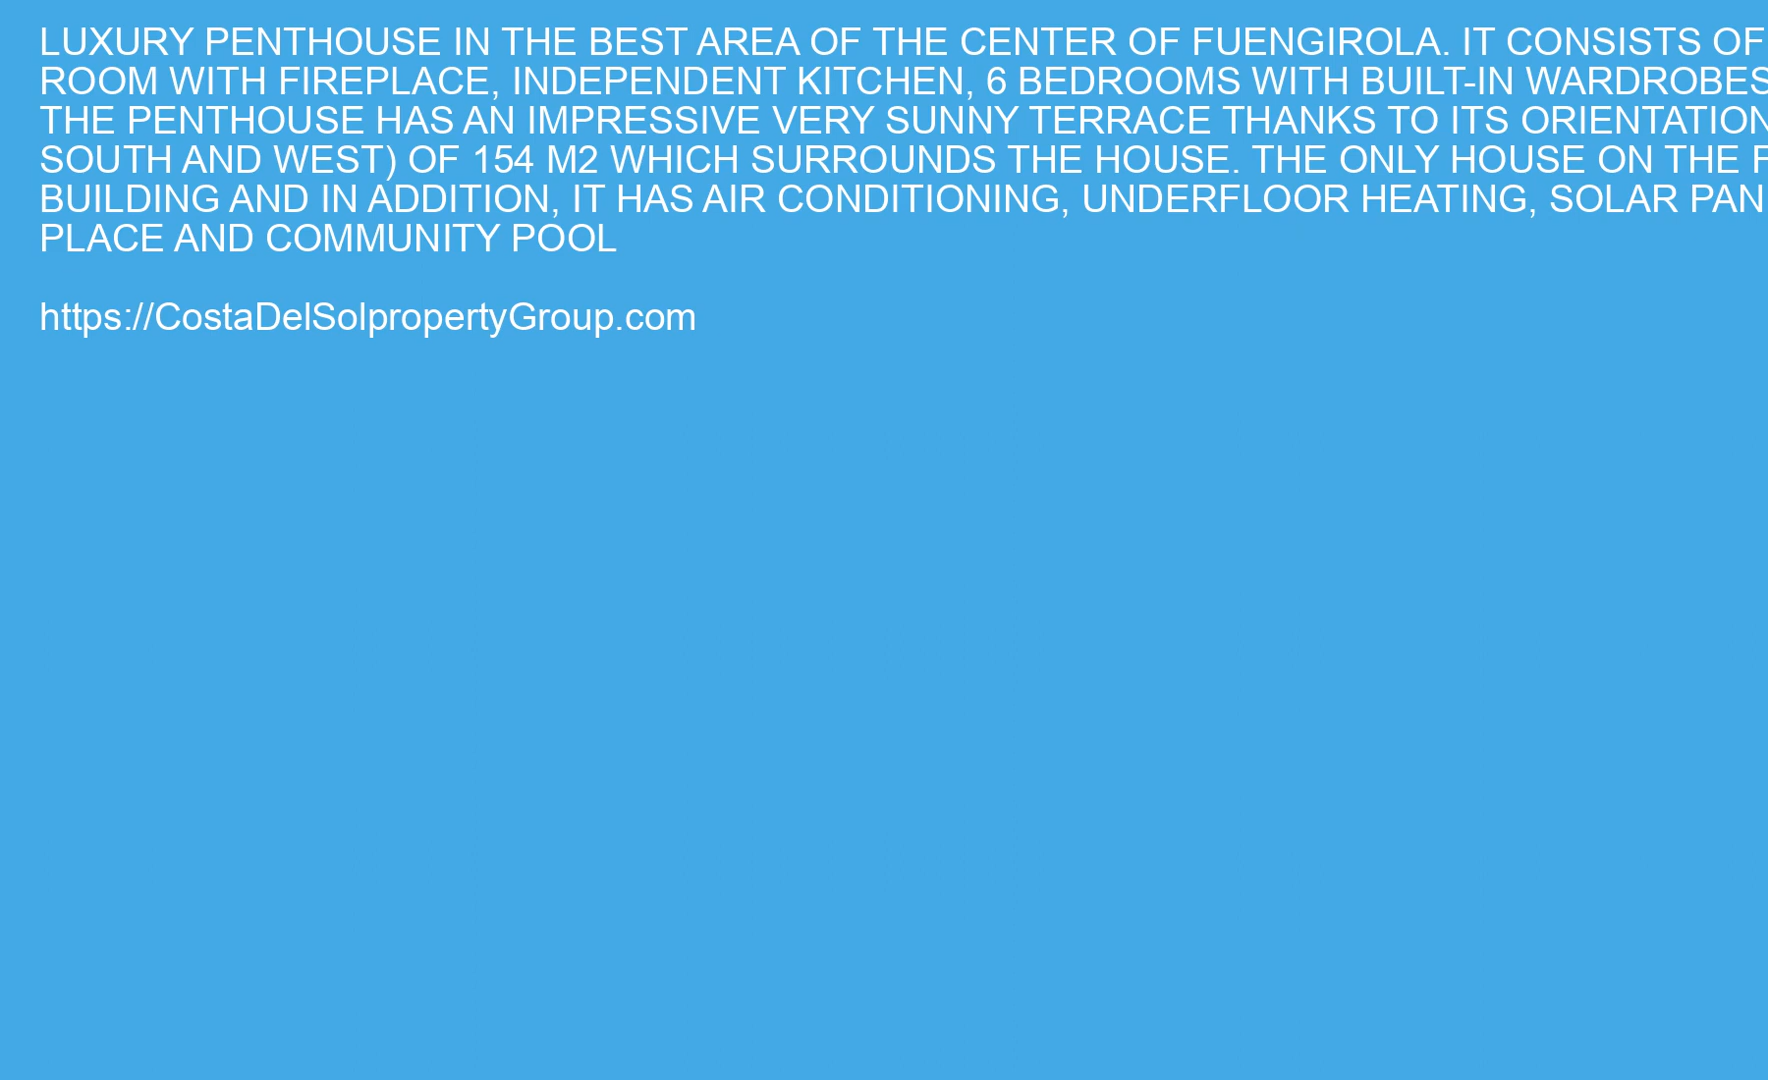 LUXURY PENTHOUSE IN THE BEST AREA OF THE CENTER OF FUENGIROLA. IT CONSISTS OF
ROOM WITH FIREPLACE, INDEPENDENT KITCHEN, 6 BEDROOMS WITH BUILT-IN WARDROBES
THE PENTHOUSE HAS AN IMPRESSIVE VERY SUNNY TERRACE THANKS TO ITS ORIENTATION
SOUTH AND WEST) OF 154 M2 WHICH SURROUNDS THE HOUSE. THE ONLY HOUSE ON THE
BUILDING AND IN ADDITION, IT HAS AIR CONDITIONING, UNDERFLOOR HEATING, SOLAR PAN
PLACE AND COMMUNITY POOL
https://CostaDelSolpropertyGroup.com